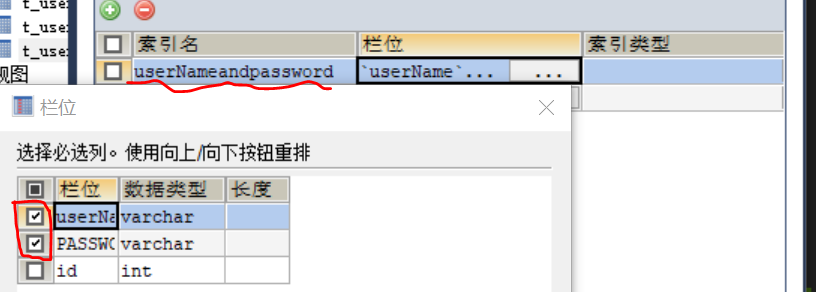 t_use
索引名 栏位 索引类型
t_use
t_use
userNameandpassword `userName`... ...
视图
栏位
选择必选列。使用向上/向下按钮重排
栏位 数据类型 长度
userNa varchar
PASSWO varchar
id int